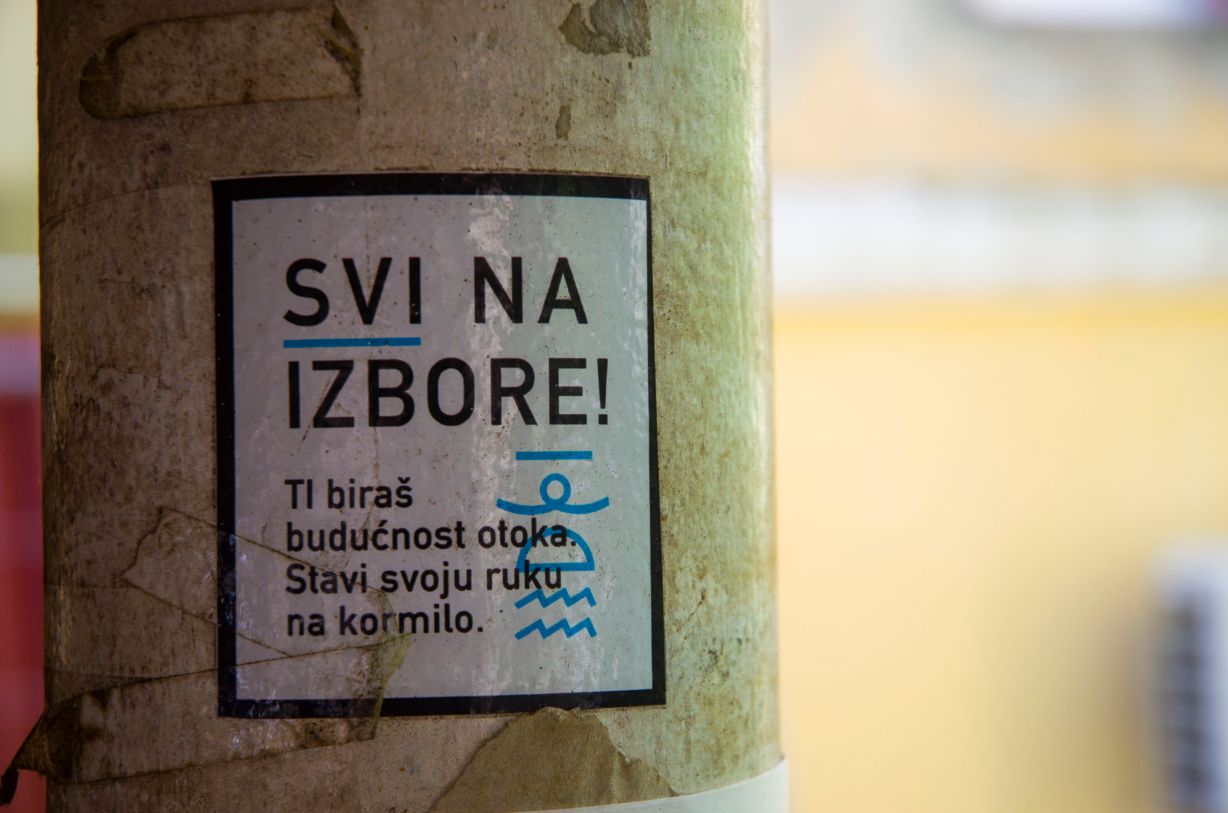 SVI NA
IZBORE!
TI biraš
budućnost otoka.
Stavi svoju ruku
na kormilo.